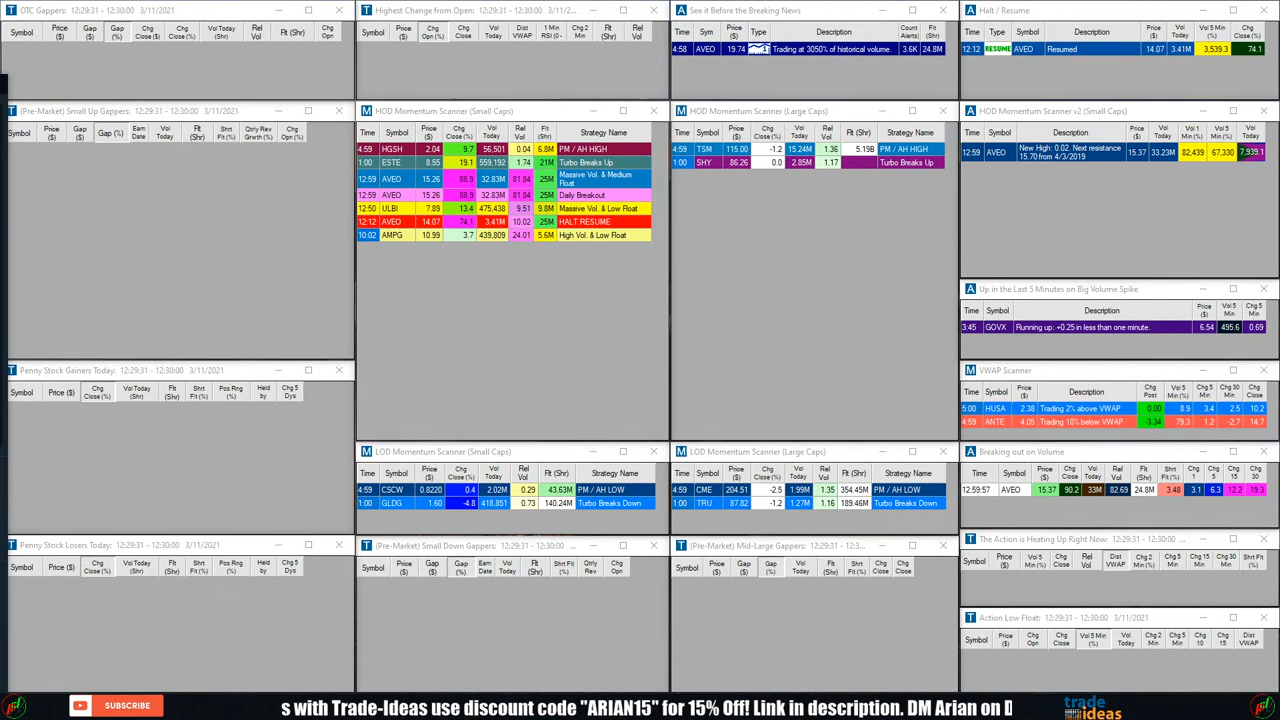 OTC Gappers: 12:29:31 - 12:30:00 3/11/2021
Symbol Price ($) Gap ($) Gap (%) Chg Close ($) Chg Close (%) Vol Today (Shr) Rel Vol Flt (Shr) Chg Opn
Highest Change from Open: 12:29:31 - 12:30:00 3/11/2...
Symbol Price ($) Chg Opn (%) Chg Close (%) Vol Today Dist VWAP 1 Min RSI (0 - Chg 2 Min Flt (Shr) Rel Vol
See it Before the Breaking News
Time Sym Price ($) Type Description Count Alerts) Flt (Shr)
4:58 AVEO 19.74 Trading at 3050% of historical volume. 3.6K 24.8M
Halt / Resume
Time Type Symbol Description Price ($) Vol Today Vol 5 Min (%) Chg Close (%)
12:12 RESUME AVEO Resumed 14.07 3.41M 3,539.3 74.1
(Pre-Market) Small Up Gappers: 12:29:31 - 12:30:00 3/11/2021
Symbol Price ($) Gap ($) Gap (%) Earn Date Vol Today Flt (Shr) Shrt Flt (%) Qtrly Rev Grwth (%) Chg Opn (%)
HOD Momentum Scanner (Small Caps)
Time Symbol Price ($) Chg Close (%) Vol Today Rel Vol Flt (Shr) Strategy Name
4:59 HGSH 2.04 9.7 56,501 0.04 6.8M PM / AH HIGH
1:00 ESTE 8.55 19.1 559,192 1.74 21M Turbo Breaks Up
12:59 AVEO 15.26 88.9 32.83M 81.84 25M Massive Vol. & Medium Float
12:59 AVEO 15.26 88.9 32.83M 81.84 25M Daily Breakout
12:50 ULBI 7.89 13.4 475,438 9.51 9.8M Massive Vol. & Low Float
12:12 AVEO 14.07 74.1 3.41M 10.02 25M HALT RESUME
10:02 AMPG 10.99 3.7 439,809 24.01 5.6M High Vol. & Low Float
HOD Momentum Scanner (Large Caps)
Time Symbol Price ($) Chg Close (%) Vol Today Rel Vol Flt (Shr) Strategy Name
4:59 TSM 115.00 -1.2 15.24M 1.36 5.19B PM / AH HIGH
1:00 SHY 86.26 0.0 2.85M 1.17 Turbo Breaks Up
HOD Momentum Scanner v2 (Small Caps)
Time Symbol Description Price ($) Vol Today Vol 1 Min (%) Vol 5 Min (%) Vol Today
12:59 AVEO New High: 0.02. Next resistance 15.70 from 4/3/2019 15.37 33.23M 82,439 67,330 7,939.1
Up in the Last 5 Minutes on Big Volume Spike
Time Symbol Description Price ($) Vol 5 Min Chg 5 Min
3:45 GOVX Running up: +0.25 in less than one minute. 6.54 495.6 0.69
Penny Stock Gainers Today: 12:29:31 - 12:30:00 3/11/2021
Symbol Price ($) Chg Close (%) Vol Today (Shr) Flt (Shr) Shrt Flt (%) Pos Rng (%) Held by Chg 5 Dys
VWAP Scanner
Time Symbol Price ($) Description Chg Post Vol 5 Min (%) Chg 5 Min Chg 30 Min Chg Close
5:00 HUSA 2.38 Trading 2% above VWAP 0.00 8.9 3.4 2.5 10.2
4:59 ANTE 4.05 Trading 10% below VWAP -3.34 79.3 1.2 -2.7 14.7
LOD Momentum Scanner (Small Caps)
Time Symbol Price ($) Chg Close (%) Vol Today Rel Vol Flt (Shr) Strategy Name
4:59 CSCW 0.8220 0.4 2.02M 0.29 43.63M PM / AH LOW
1:00 GLDG 1.60 -4.8 418,851 0.73 140.24M Turbo Breaks Down
LOD Momentum Scanner (Large Caps)
Time Symbol Price ($) Chg Close (%) Vol Today Rel Vol Flt (Shr) Strategy Name
4:59 CME 204.51 -2.5 1.99M 1.35 354.45M PM / AH LOW
1:00 TRU 87.82 -1.2 1.27M 1.16 189.46M Turbo Breaks Down
Breaking out on Volume
Time Symbol Price ($) Chg Close Vol Today Rel Vol Flt (Shr) Shrt Flt (%) Chg 1 Chg 5 Chg 15 Chg 30
12:59:57 AVEO 15.37 90.2 33M 82.69 24.8M 3.48 3.1 6.3 12.2 19.3
Penny Stock Losers Today: 12:29:31 - 12:30:00 3/11/2021
Symbol Price ($) Chg Close (%) Vol Today (Shr) Flt (Shr) Shrt Flt (%) Pos Rng (%) Held by Chg 5 Dys
(Pre-Market) Small Down Gappers: 12:29:31 - 12:30:00 ...
Symbol Price ($) Gap ($) Gap (%) Earn Date Vol Today Flt (Shr) Shrt Flt (%) Qtrly Rev Chg Opn
(Pre-Market) Mid-Large Gappers: 12:29:31 - 12:3...
Symbol Price ($) Gap ($) Gap (%) Vol Today Flt (Shr) Shrt Flt (%) Chg Close Chg Close
The Action is Heating Up Right Now: 12:29:31 - 12:30:00 ...
Symbol Price ($) Vol 5 Min (%) Chg Close Rel Vol Dist VWAP Chg 2 Min (%) Chg 5 Min Chg 15 Min Chg 30 Min Shrt Flt (%)
Action Low Float: 12:29:31 - 12:30:00 3/11/2021
Symbol Price ($) Chg Opn Chg Close Vol 5 Min (%) Vol Today Chg 2 Min Chg 5 Min Chg 10 Chg 15 Dist VWAP
SUBSCRIBE
s with Trade-Ideas use discount code "ARIAN15" for 15% Off! Link in description. DM Arian on D
trade ideas